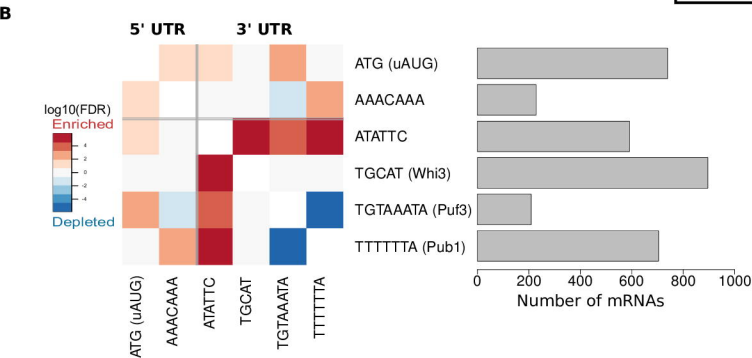 B
5' UTR 3' UTR
log10(FDR)
Enriched
4
2
0
-2
-4
Depleted
ATG (uAUG)
AAACAAA
ATATTC
TGCAT (Whi3)
TGTAAATA (Puf3)
TTTTTTA (Pub1)
ATG (uAUG)
AAACAAA
ATATTC
TGCAT
TGTAAATA
TTTTTTA
0 200 400 600 800 1000
Number of mRNAs